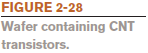 FIGURE 2-28
Wafer containing CNT
transistors.